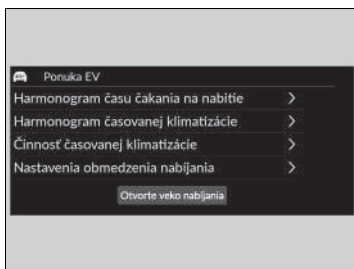 Ponuka EV
Harmonogram času čakania na nabitie
Harmonogram časovanej klimatizácie
Činnosť časovanej klimatizácie
Nastavenia obmedzenia nabíjania
Otvorte veko nabíjania